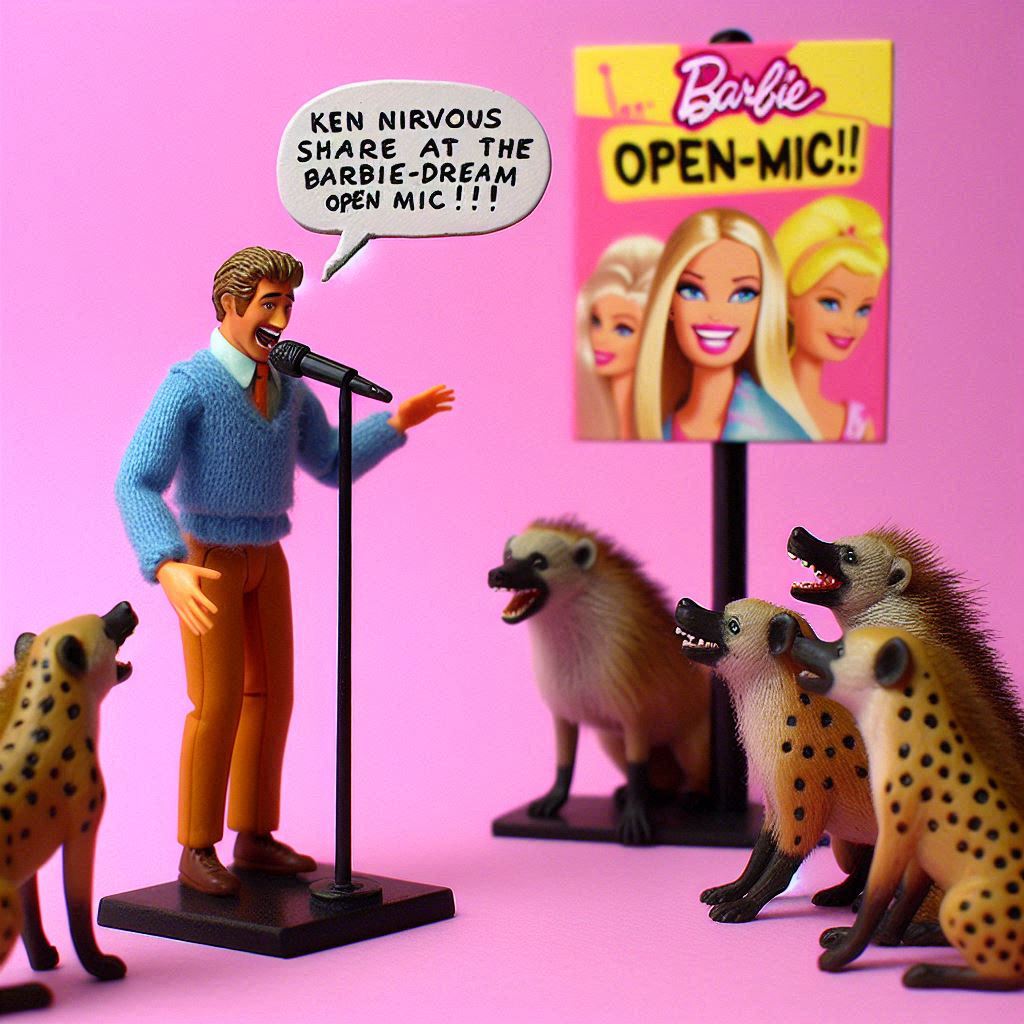 KEN NIRVOUS
SHARE AT THE
BARBIE-DREAM
OPEN MIC!!!
Barbie
OPEN-MIC!!